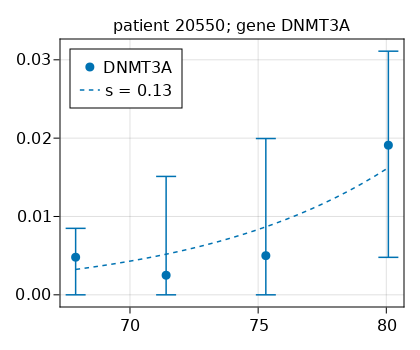 patient 20550; gene DNMT3A
DNMT3A
s = 0.13
0.03
0.02
0.01
0.00
70 75 80